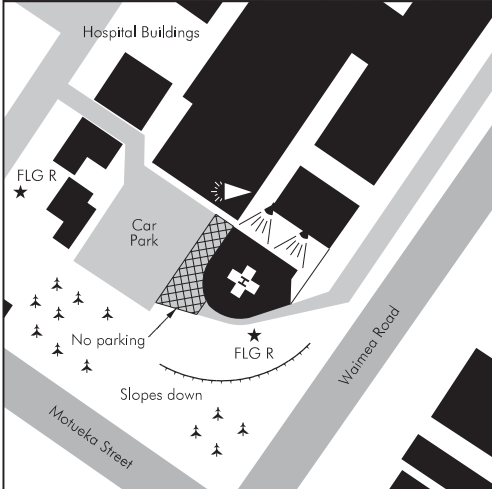 Hospital Buildings
FLG R
Car
Park
H
No parking
FLG R
Waimea Road
Slopes down
Motueka Street